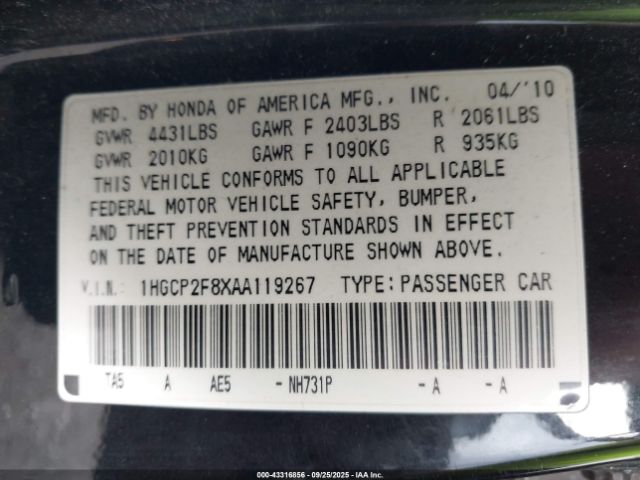 MFD. BY HONDA OF AMERICA MFG., INC. 04/'10
GVWR 4431LBS GAWR F 2403LBS R 2061LBS
GVWR 2010KG GAWR F 1090KG R 935KG
THIS VEHICLE CONFORMS TO ALL APPLICABLE
FEDERAL MOTOR VEHICLE SAFETY, BUMPER,
AND THEFT PREVENTION STANDARDS IN EFFECT
ON THE DATE OF MANUFACTURE SHOWN ABOVE.
V.I.N.: 1HGCP2F8XAA119267 TYPE: PASSENGER CAR
TA5 A AE5 - NH731P - A - A
000-43316856 - 09/25/2025 - IAA Inc.